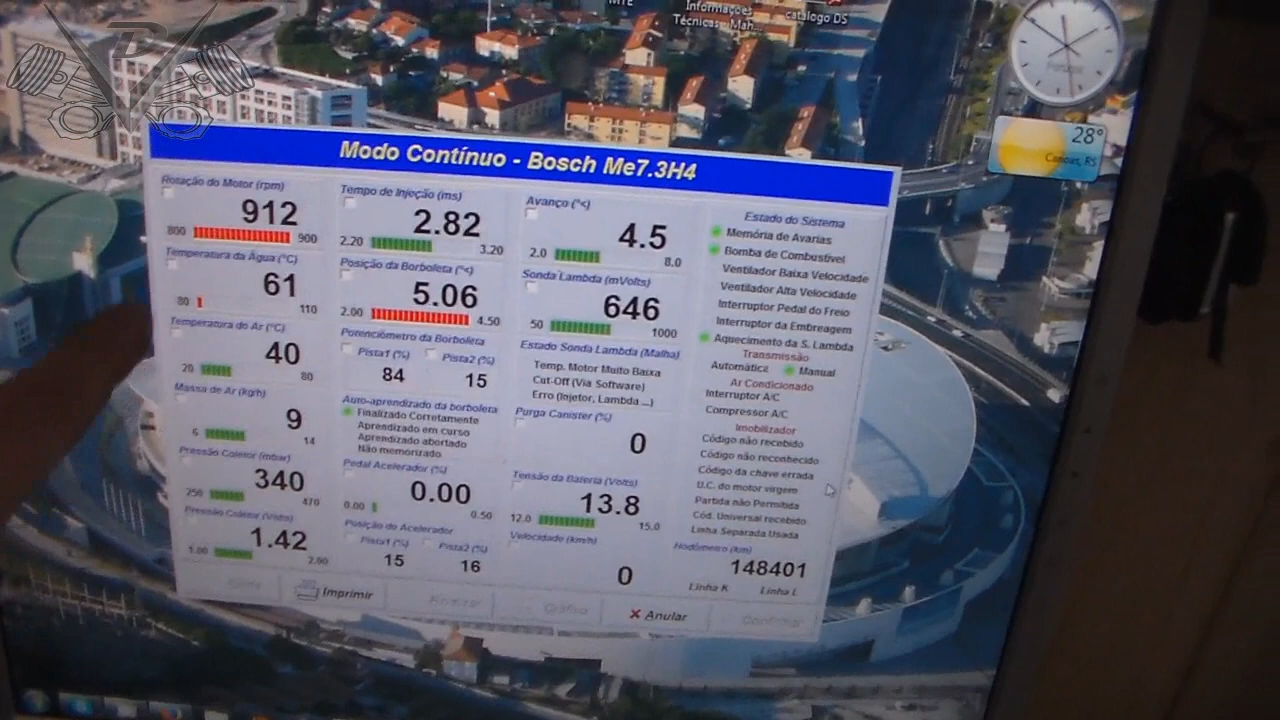 MTE
Informações
Técnicas - Mah...
catalogo DS
28°
Canoas, RS
Modo Contínuo - Bosch Me7.3H4
Rotação do Motor (rpm)
912
800
900
Temperatura da Água (°C)
61
80
110
Temperatura do Ar (°C)
40
20
80
Massa de Ar (kg/h)
9
6
14
Pressão Coletor (mbar)
340
250
470
Pressão Coletor (Volts)
1.42
1.00
2.00
Tempo de Injeção (ms)
2.82
2.20
3.20
Posição da Borboleta (°<)
5.06
2.00
4.50
Potenciômetro da Borboleta
Pista1 (%)
Pista2 (%)
84
15
Auto-aprendizado da borboleta
Finalizado Corretamente
Aprendizado em curso
Aprendizado abortado
Não memorizado
Pedal Acelerador (%)
0.00
0.00
0.50
Posição do Acelerador
Pista1 (%)
Pista2 (%)
15
16
Avanço (°<)
4.5
2.0
8.0
Sonda Lambda (mVolts)
646
50
1000
Estado Sonda Lambda (Malha)
Temp. Motor Muito Baixa
Cut-Off (Via Software)
Erro (Injetor, Lambda ...)
Purga Canister (%)
0
Tensão da Bateria (Volts)
13.8
12.0
15.0
Velocidade (km/h)
0
Estado do Sistema
Memória de Avarias
Bomba de Combustível
Ventilador Baixa Velocidade
Ventilador Alta Velocidade
Interruptor Pedal do Freio
Interruptor da Embreagem
Aquecimento da S. Lambda
Transmissão
Automática
Manual
Ar Condicionado
Interruptor A/C
Compressor A/C
Imobilizador
Código não recebido
Código não reconhecido
Código da chave errada
U.C. do motor virgem
Partida não Permitida
Cód. Universal recebido
Linha Separada Usada
Hodômetro (km)
148401
Linha K
Linha L
Imprimir
Gráfico
Anular
Confirmar